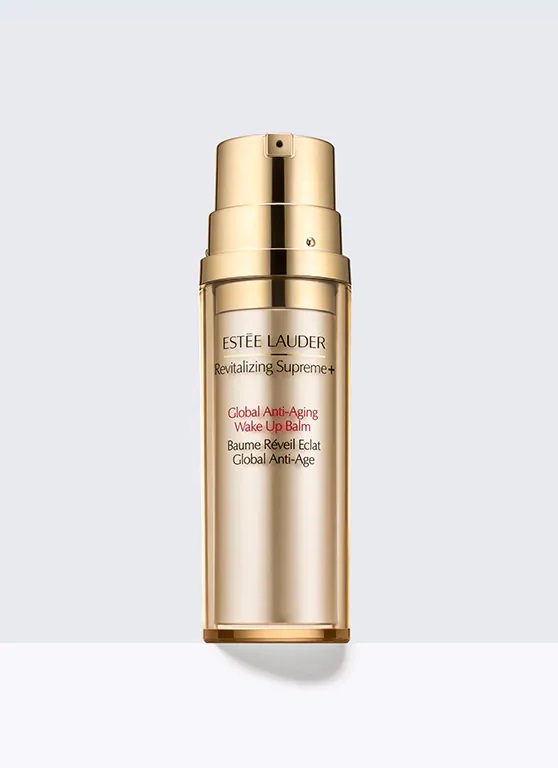 ESTĒE LAUDER
Revitalizing Supreme+
Global Anti-Aging
Wake Up Balm
Baume Réveil Eclat
Global Anti-Age